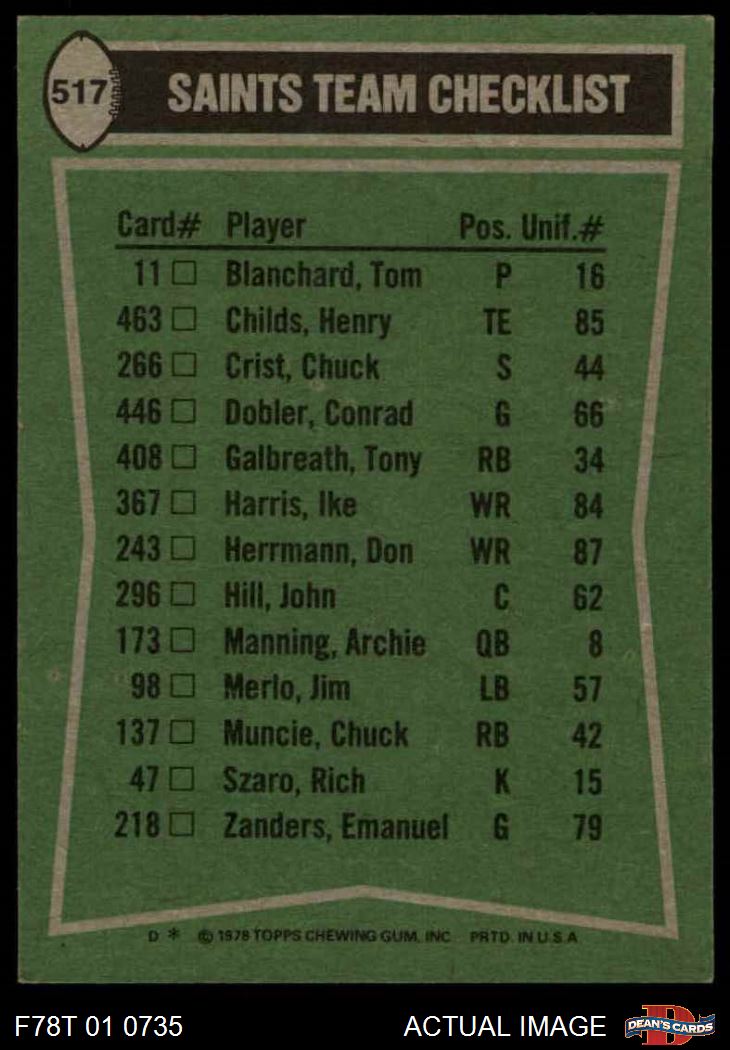 517 SAINTS TEAM CHECKLIST
Card# Player Pos. Unif.#
11 Blanchard, Tom P 16
463 Childs, Henry TE 85
266 Crist, Chuck S 44
446 Dobler, Conrad G 66
408 Galbreath, Tony RB 34
367 Harris, Ike WR 84
243 Herrmann, Don WR 87
296 Hill, John C 62
173 Manning, Archie QB 8
98 Merlo, Jim LB 57
137 Muncie, Chuck RB 42
47 Szaro, Rich K 15
218 Zanders, Emanuel G 79
D * © 1978 TOPPS CHEWING GUM, INC. PRTD. IN U.S.A
F78T 01 0735 ACTUAL IMAGE D DEAN'S CARDS